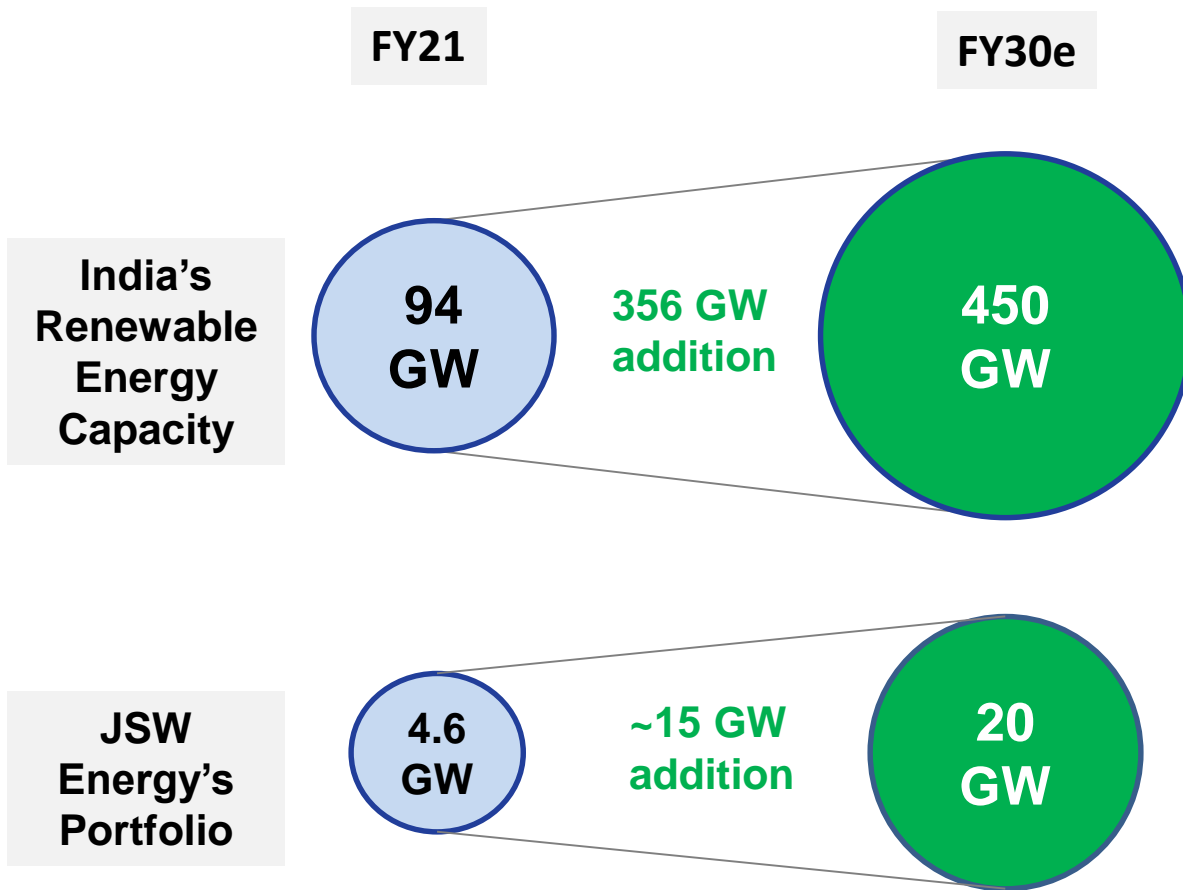 FY21
FY30e
India’s
Renewable
Energy
Capacity
94
GW
356 GW
addition
450
GW
JSW
Energy’s
Portfolio
4.6
GW
~15 GW
addition
20
GW